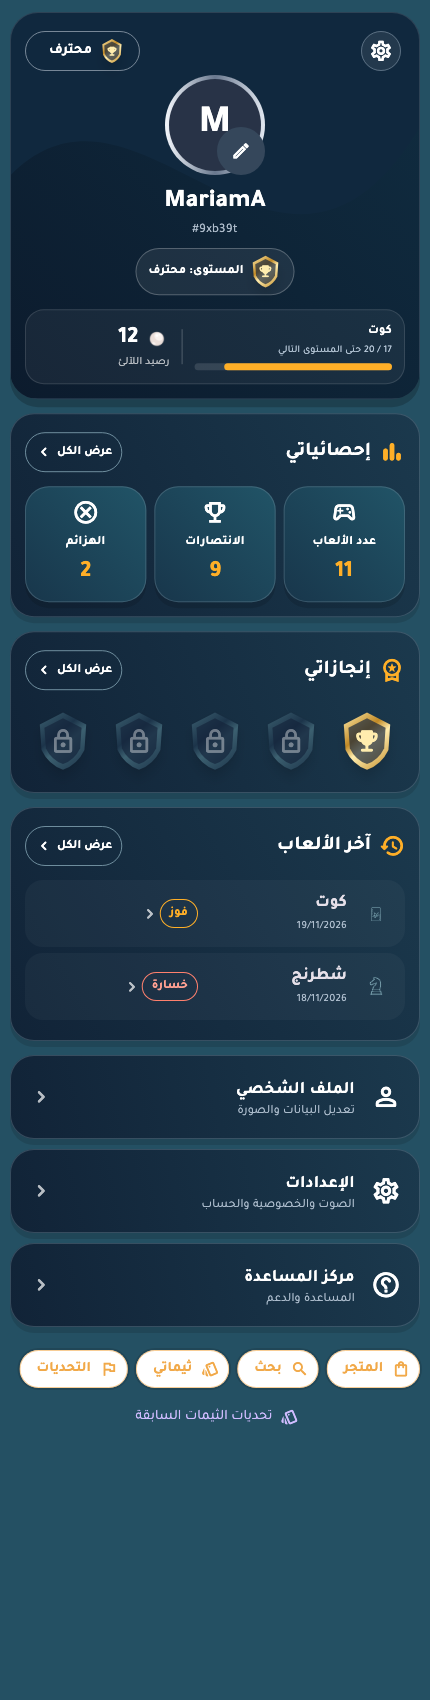 محترف
M
MariamA
#9xb39t
المستوى: محترف
كوت
17 / 20 حتى المستوى التالي
12
رصيد اللآلئ
إحصائياتي
عرض الكل
عدد الألعاب
11
الانتصارات
9
الهزائم
2
إنجازاتي
عرض الكل
آخر الألعاب
عرض الكل
كوت
19/11/2026
فوز
شطرنج
18/11/2026
خسارة
الملف الشخصي
تعديل البيانات والصورة
الإعدادات
الصوت والخصوصية والحساب
مركز المساعدة
المساعدة والدعم
المتجر
بحث
ثيماتي
التحديات
تحديات الثيمات السابقة